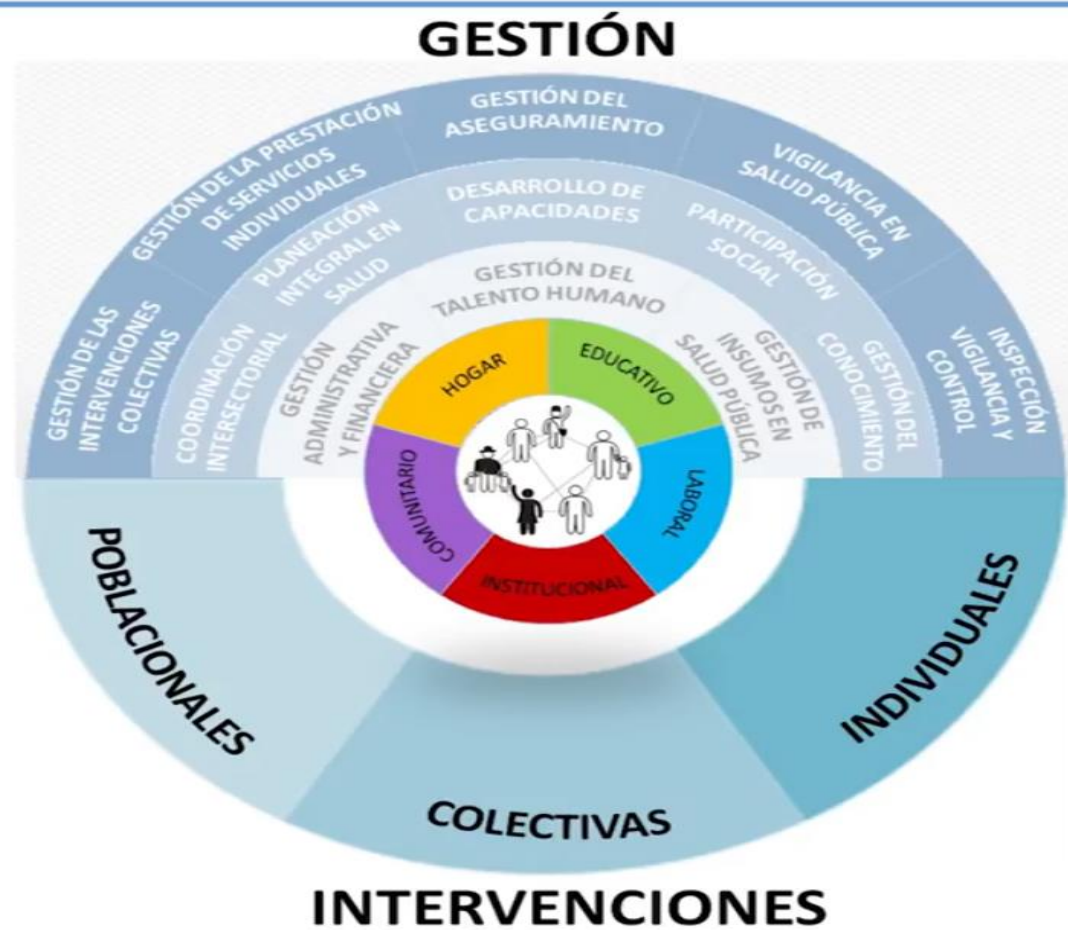 GESTIÓN
GESTIÓN DE LAS
INTERVENCIONES
COLECTIVAS
GESTIÓN DE LA PRESTACIÓN
DE SERVICIOS
INDIVIDUALES
GESTIÓN DEL
ASEGURAMIENTO
VIGILANCIA EN
SALUD PÚBLICA
INSPECCIÓN
VIGILANCIA Y
CONTROL
COORDINACIÓN
INTERSECTORIAL
PLANEACIÓN
INTEGRAL EN
SALUD
DESARROLLO DE
CAPACIDADES
PARTICIPACIÓN
SOCIAL
GESTIÓN DEL
CONOCIMIENTO
GESTIÓN
ADMINISTRATIVA
Y FINANCIERA
GESTIÓN DEL
TALENTO HUMANO
GESTIÓN DE
INSUMOS EN
SALUD PÚBLICA
HOGAR
EDUCATIVO
LABORAL
INSTITUCIONAL
COMUNITARIO
POBLACIONALES
COLECTIVAS
INDIVIDUALES
INTERVENCIONES